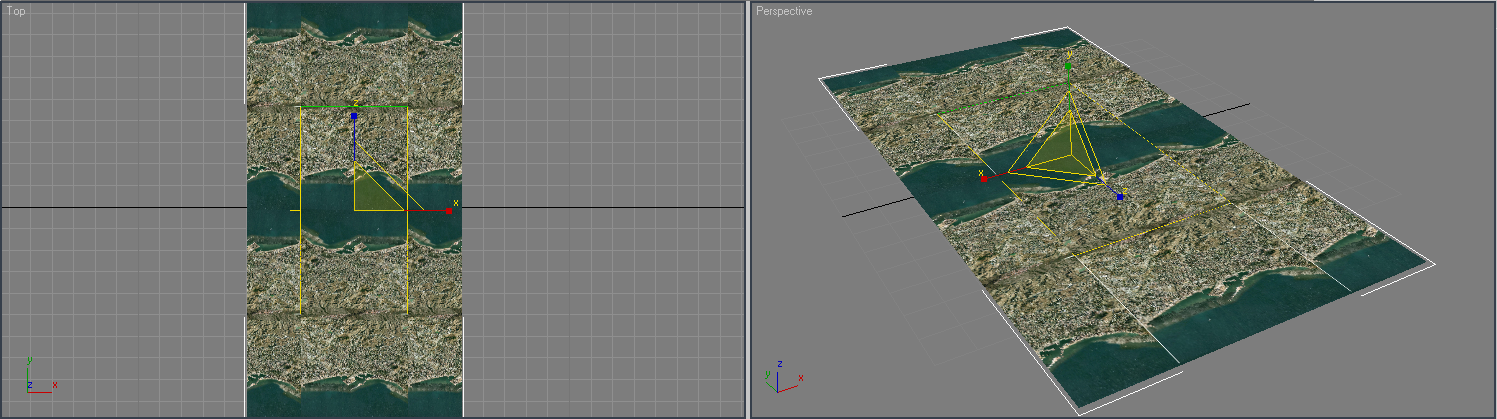 Top
z
x
y
z x
Perspective
x
z
y x